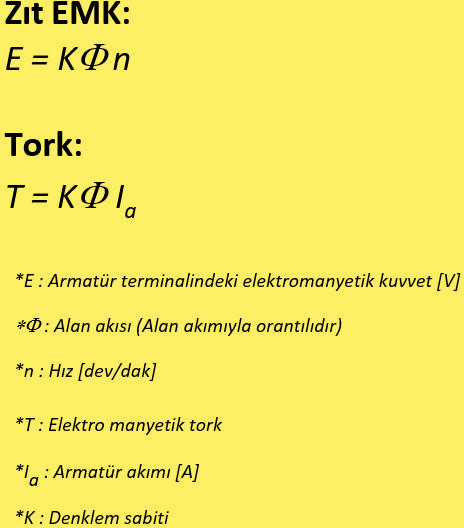 Zıt EMK:
E = KΦn
Tork:
T = KΦ Iₐ
*E : Armatür terminalindeki elektromanyetik kuvvet [V]
*Φ : Alan akısı (Alan akımıyla orantılıdır)
*n : Hız [dev/dak]
*T : Elektro manyetik tork
*Iₐ : Armatür akımı [A]
*K : Denklem sabiti